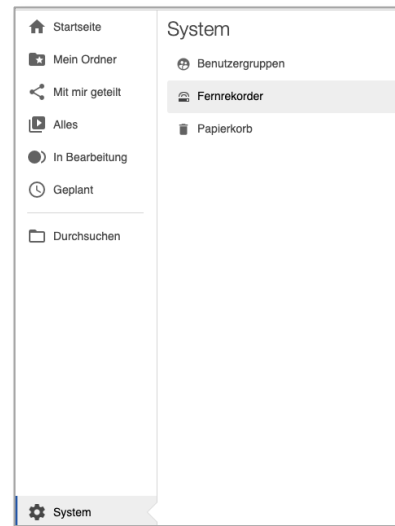 Startseite
Mein Ordner
Mit mir geteilt
Alles
In Bearbeitung
Geplant
Durchsuchen
System
System
Benutzergruppen
Fernrekorder
Papierkorb